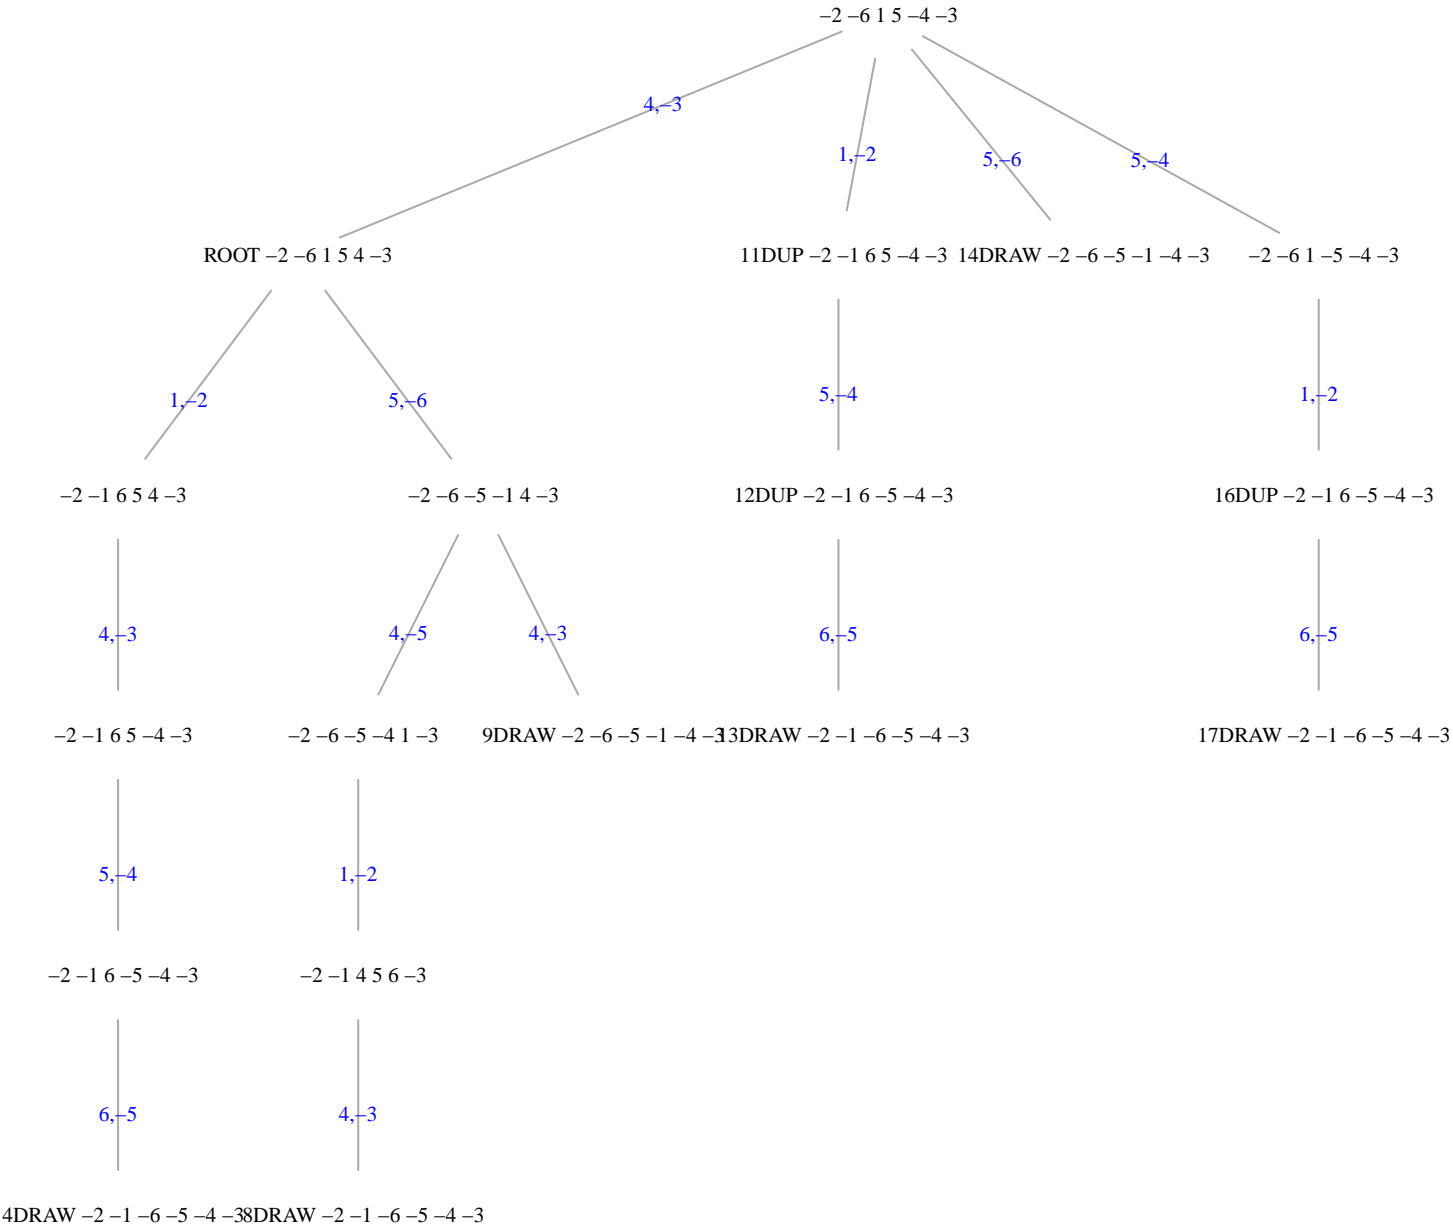 –2 –6 1 5 –4 –3
4,–3
1,–2
5,–6
5,–4
ROOT –2 –6 1 5 4 –3
11DUP –2 –1 6 5 –4 –3
14DRAW –2 –6 –5 –1 –4 –3
–2 –6 1 –5 –4 –3
1,–2
5,–6
5,–4
1,–2
–2 –1 6 5 4 –3
–2 –6 –5 –1 4 –3
12DUP –2 –1 6 –5 –4 –3
16DUP –2 –1 6 –5 –4 –3
4,–3
4,–5
4,–3
6,–5
6,–5
–2 –1 6 5 –4 –3
–2 –6 –5 –4 1 –3
9DRAW –2 –6 –5 –1 –4 –3
13DRAW –2 –1 –6 –5 –4 –3
17DRAW –2 –1 –6 –5 –4 –3
5,–4
1,–2
–2 –1 6 –5 –4 –3
–2 –1 4 5 6 –3
6,–5
4,–3
4DRAW –2 –1 –6 –5 –4 –3
8DRAW –2 –1 –6 –5 –4 –3